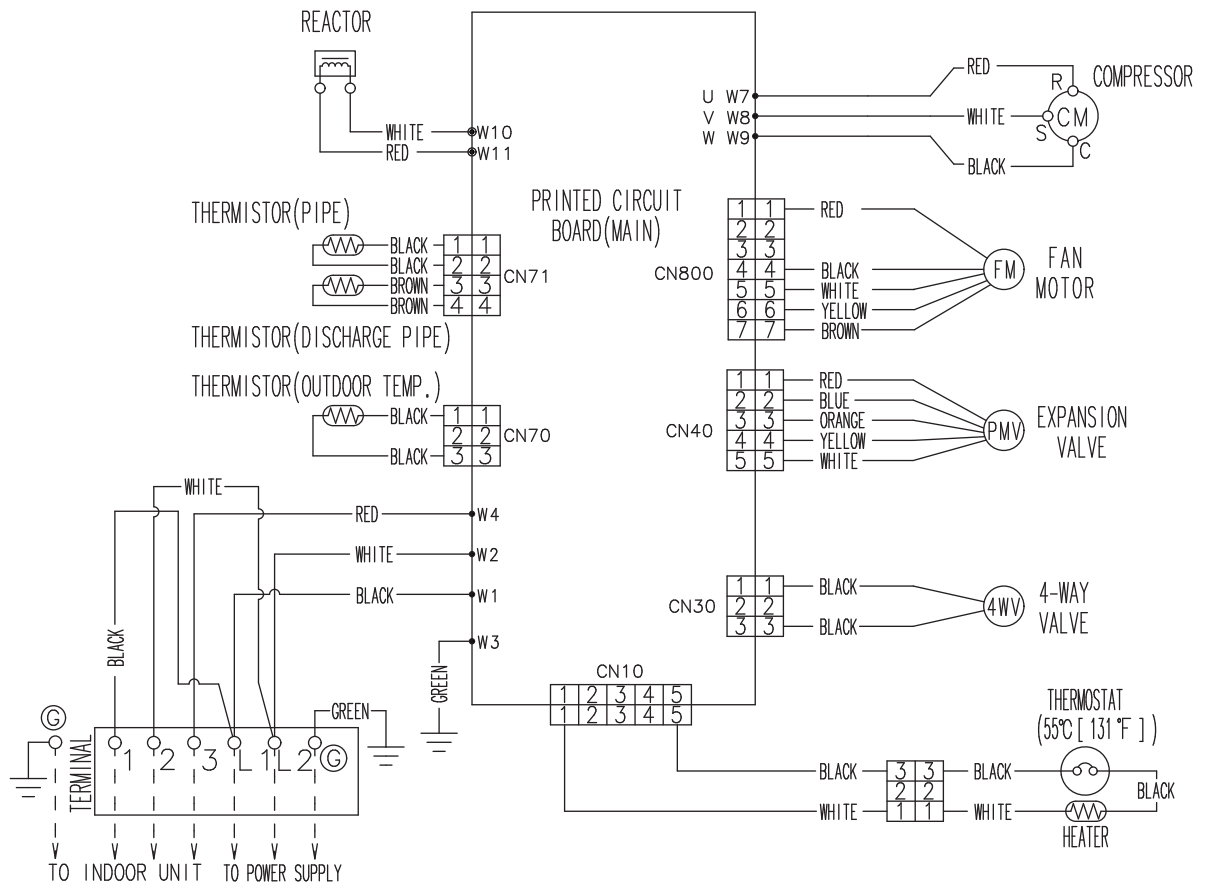 REACTOR
WHITE
W10
RED
W11
U W7
V W8
W W9
RED
WHITE
BLACK
R
S
C
CM
COMPRESSOR
PRINTED CIRCUIT
BOARD(MAIN)
THERMISTOR(PIPE)
BLACK 1 1
BLACK 2 2
BROWN 3 3
BROWN 4 4
CN71
THERMISTOR(DISCHARGE PIPE)
THERMISTOR(OUTDOOR TEMP.)
BLACK 1 1
2 2
BLACK 3 3
CN70
CN800
1 1 RED
2 2
3 3
4 4 BLACK
5 5 WHITE
6 6 YELLOW
7 7 BROWN
FM
FAN
MOTOR
CN40
1 1 RED
2 2 BLUE
3 3 ORANGE
4 4 YELLOW
5 5 WHITE
PMV
EXPANSION
VALVE
WHITE
RED
W4
WHITE
W2
BLACK
W1
W3
GREEN
BLACK
CN30
1 1 BLACK
2 2
3 3 BLACK
4WV
4-WAY
VALVE
CN10
1 2 3 4 5
1 2 3 4 5
THERMOSTAT
(55℃ [ 131 °F ] )
BLACK 3 3 BLACK
2 2
WHITE 1 1 WHITE
BLACK
HEATER
G
GREEN
TERMINAL
1 2 3 L 1 L 2 G
TO INDOOR UNIT
TO POWER SUPPLY